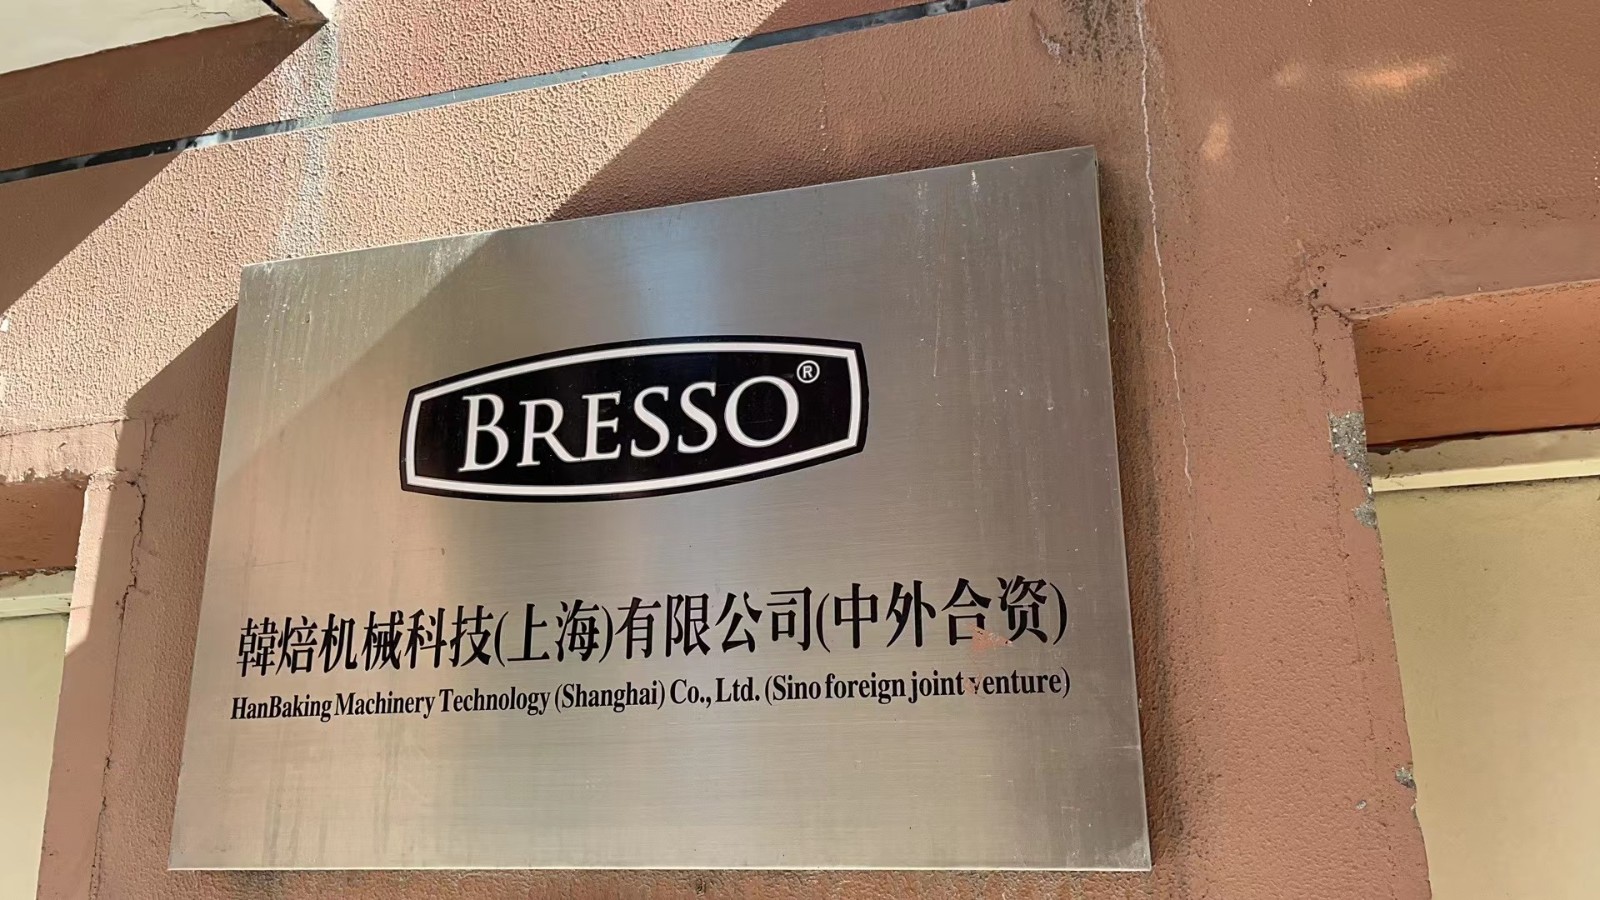 BRESSO®
韓焙机械科技(上海)有限公司(中外合资)
HanBaking Machinery Technology (Shanghai) Co., Ltd. (Sino foreign joint venture)